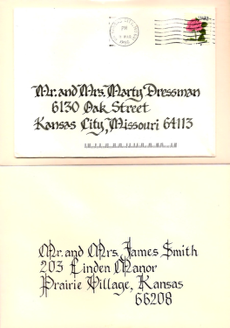 Mr. and Mrs. Marty Dressman
6130 Oak Street
Kansas City, Missouri 64113
Mr. and Mrs. James Smith
203 Linden Manor
Prairie Village, Kansas
66208